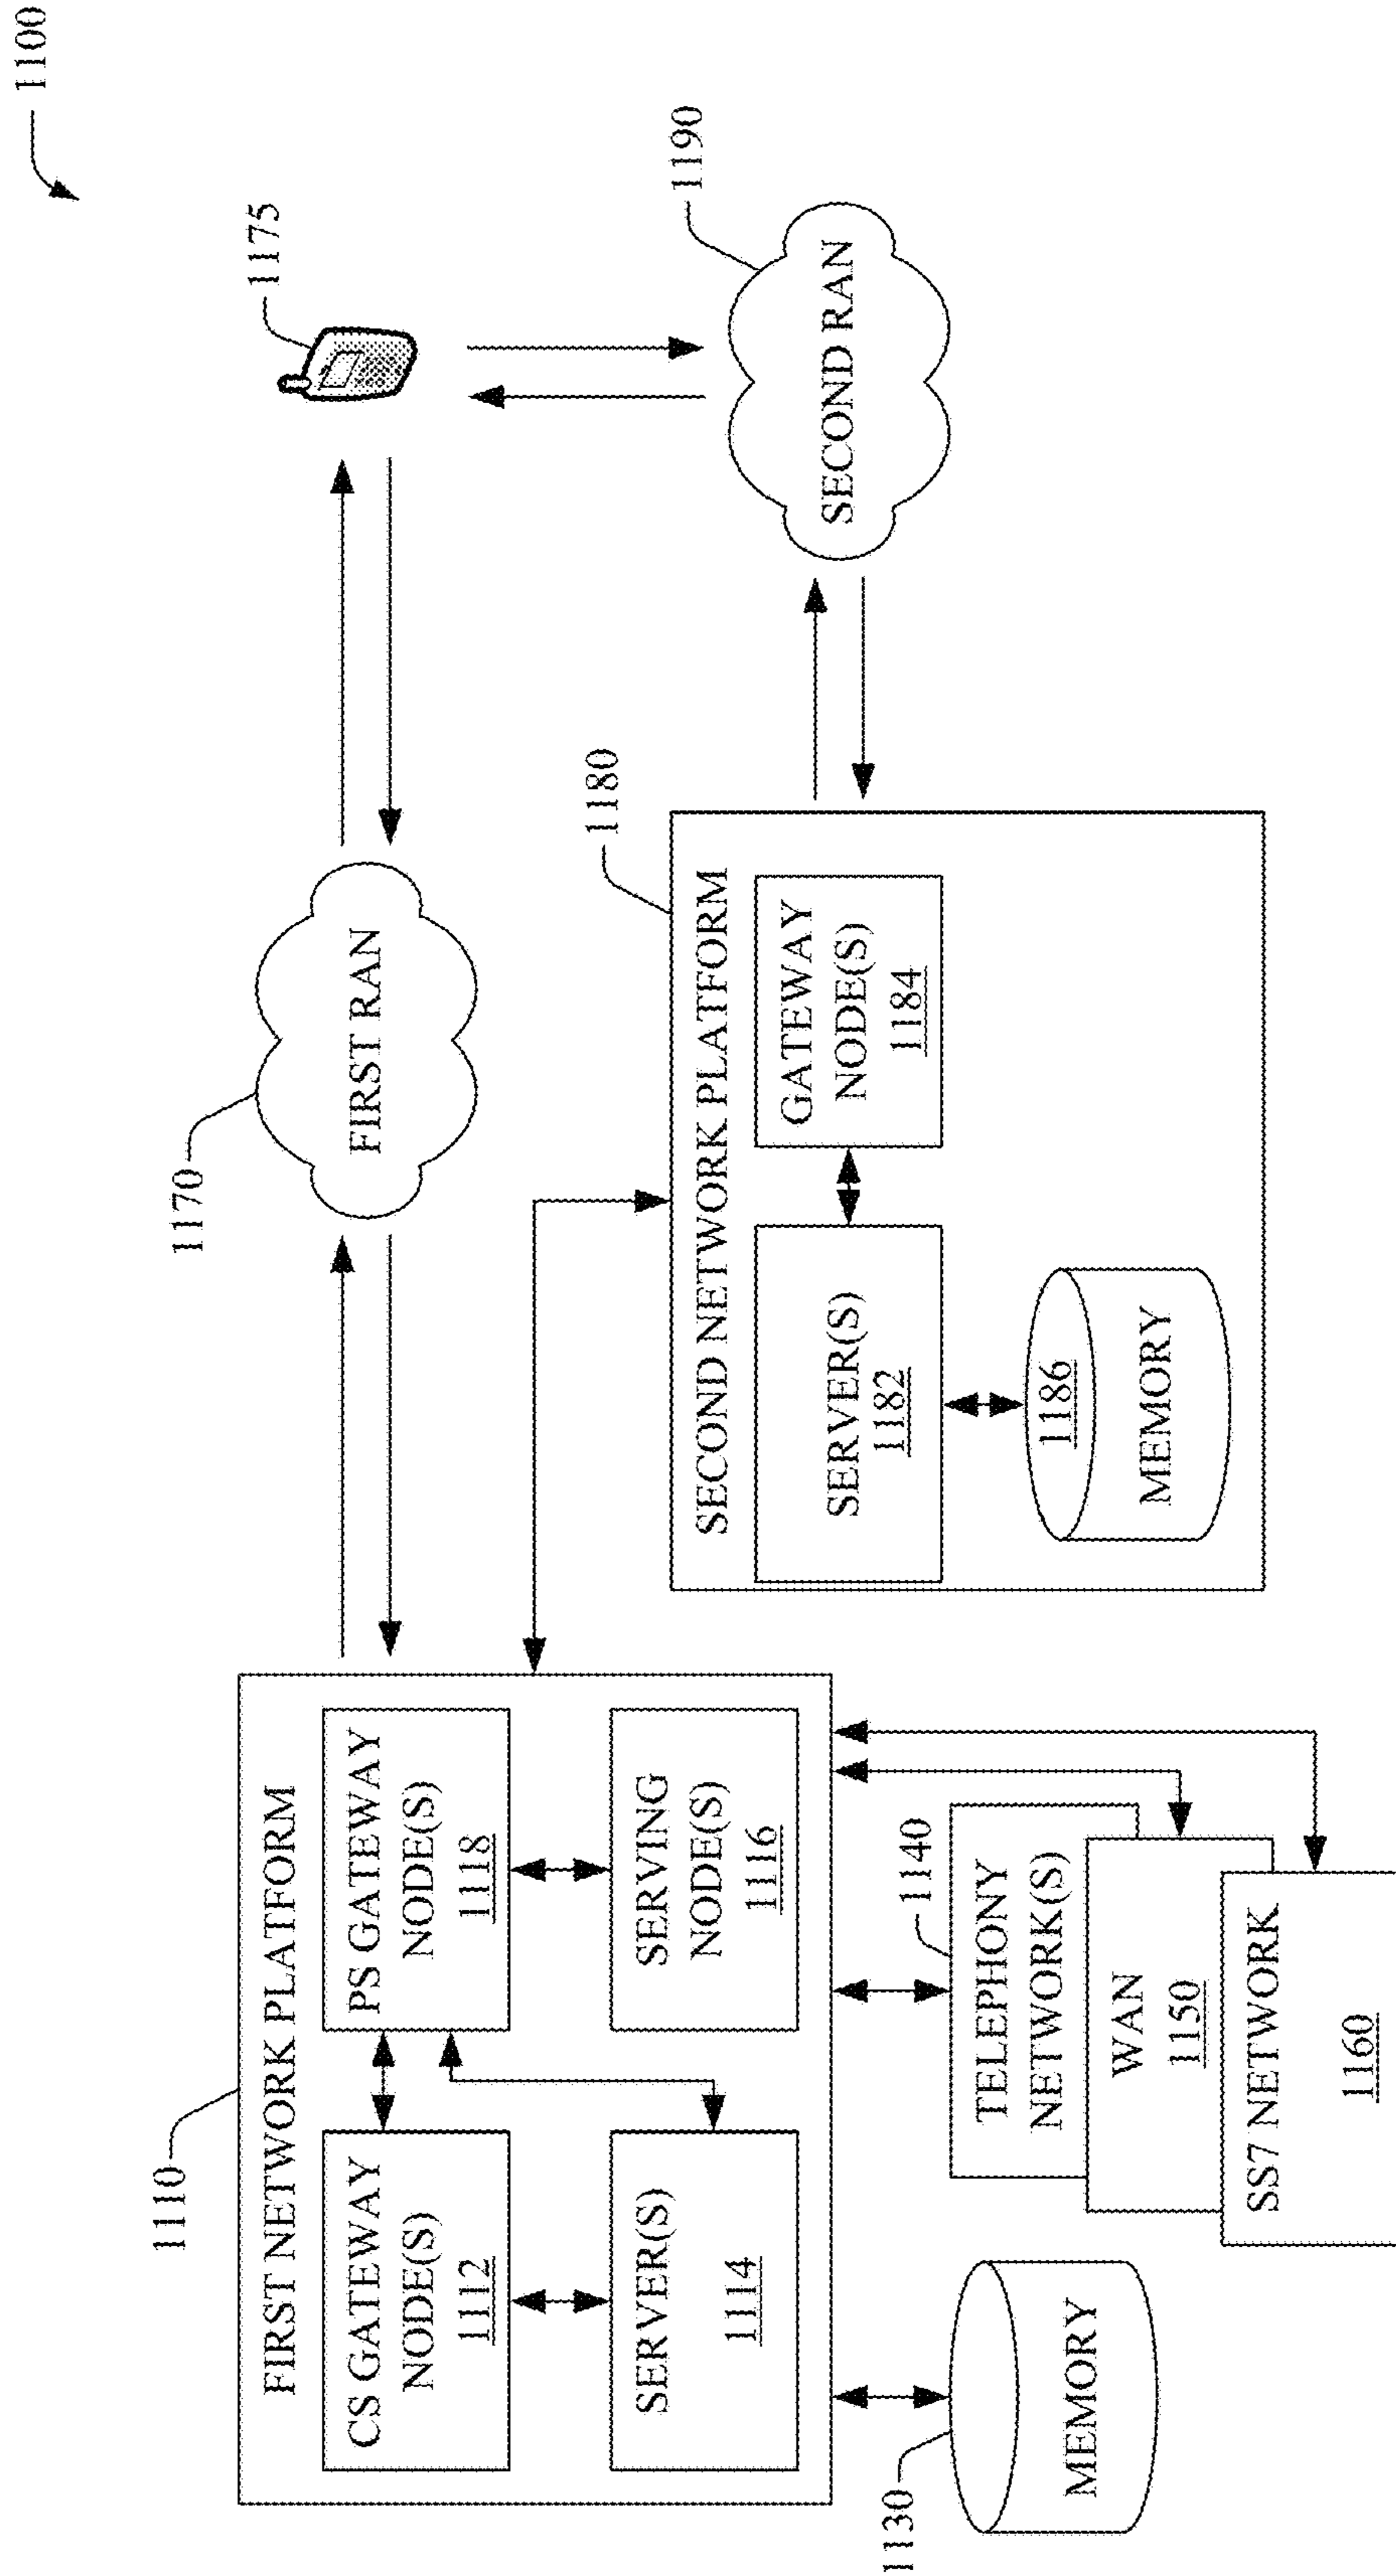 1100
1175
1170
FIRST RAN
1190
SECOND RAN
1110
FIRST NETWORK PLATFORM
CS GATEWAY
NODE(S)
1112
PS GATEWAY
NODE(S)
1118
SERVER(S)
1114
SERVING
NODE(S)
1116
1180
SECOND NETWORK PLATFORM
SERVER(S)
1182
GATEWAY
NODE(S)
1184
1186
MEMORY
1130
MEMORY
1140
TELEPHONY
NETWORK(S)
WAN
1150
SS7 NETWORK
1160